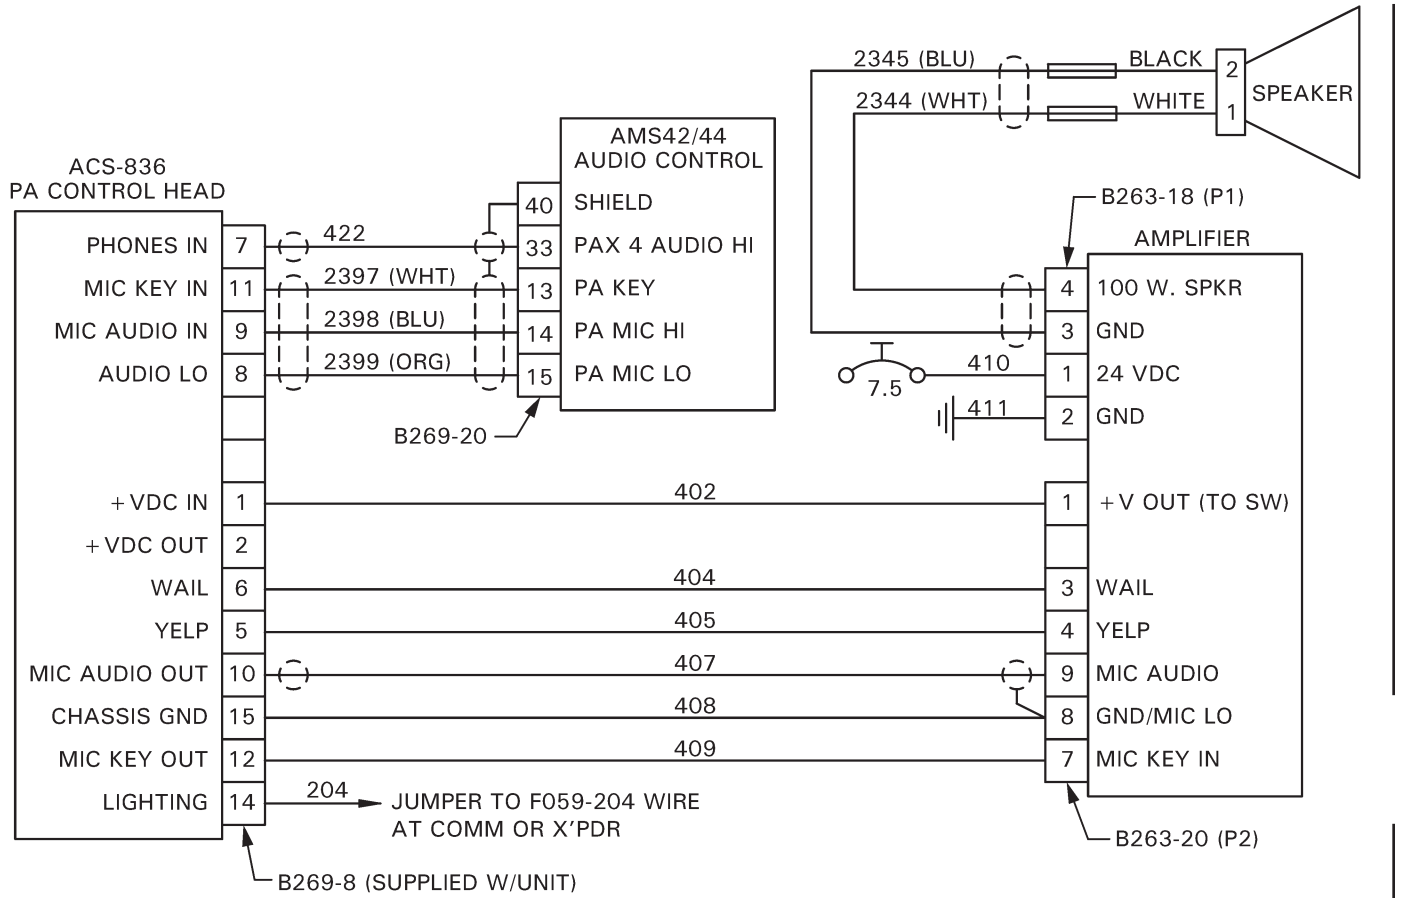 2345 (BLU)
BLACK
2
SPEAKER
2344 (WHT)
WHITE
1
AMS42/44
AUDIO CONTROL
40
SHIELD
33
PAX 4 AUDIO HI
13
PA KEY
14
PA MIC HI
15
PA MIC LO
B269-20
ACS-836
PA CONTROL HEAD
PHONES IN
7
422
MIC KEY IN
11
2397 (WHT)
MIC AUDIO IN
9
2398 (BLU)
AUDIO LO
8
2399 (ORG)
B263-18 (P1)
AMPLIFIER
4
100 W. SPKR
3
GND
7.5
410
1
24 VDC
411
2
GND
+VDC IN
1
402
1
+V OUT (TO SW)
+VDC OUT
2
WAIL
6
404
3
WAIL
YELP
5
405
4
YELP
MIC AUDIO OUT
10
407
9
MIC AUDIO
CHASSIS GND
15
408
8
GND/MIC LO
MIC KEY OUT
12
409
7
MIC KEY IN
LIGHTING
14
204
JUMPER TO F059-204 WIRE
AT COMM OR X'PDR
B263-20 (P2)
B269-8 (SUPPLIED W/UNIT)